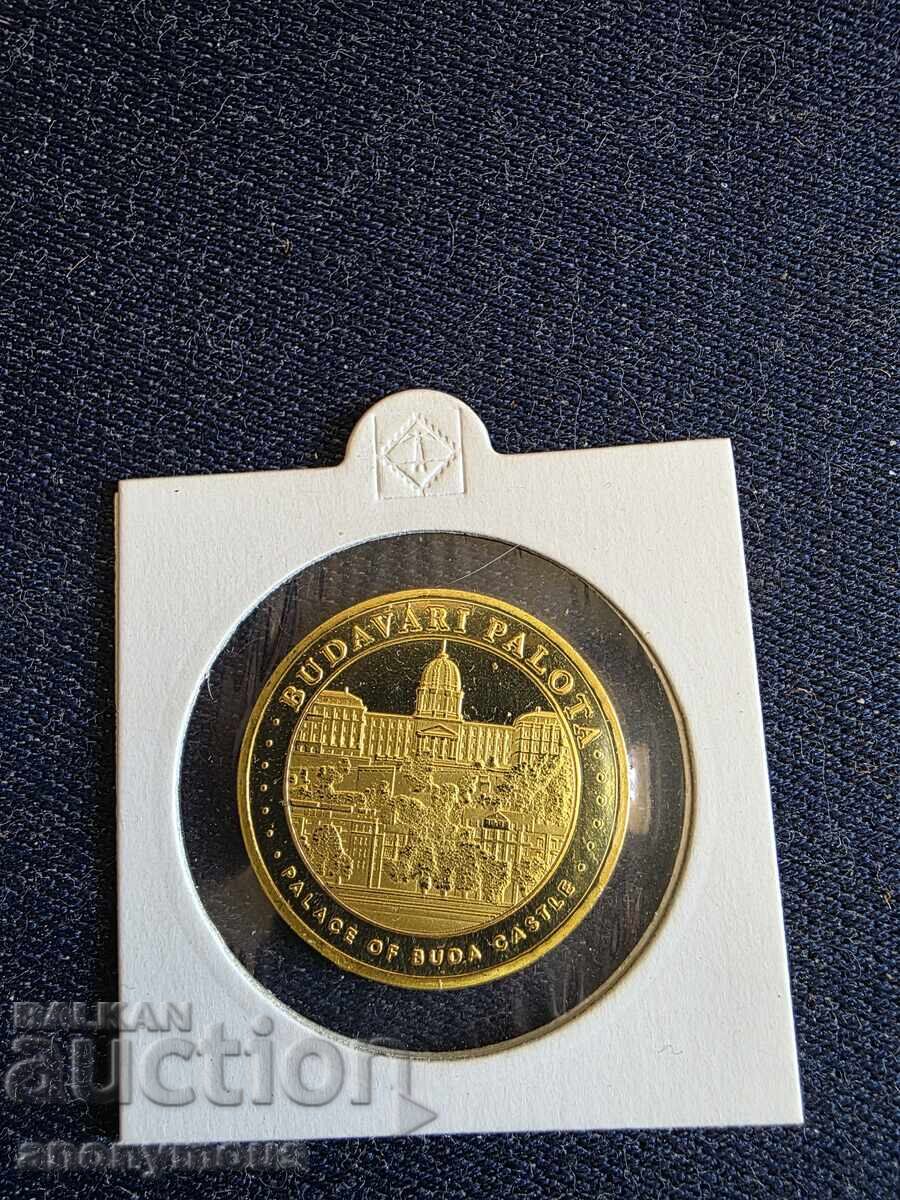 BUDAVÁRI PALOTA
PALACE OF BUDA CASTLE
BALKAN
auction
anonymous